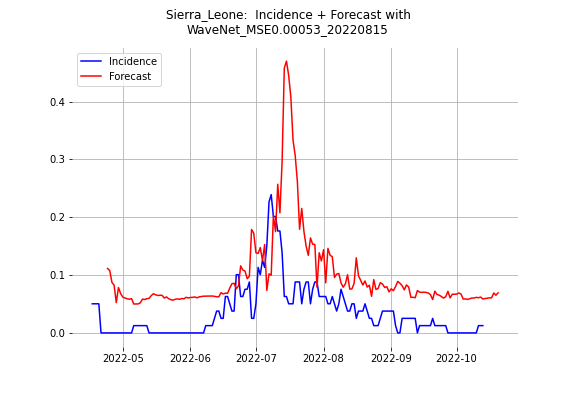 Sierra_Leone:  Incidence + Forecast with
WaveNet_MSE0.00053_20220815
Incidence
Forecast
0.4
0.3
0.2
0.1
0.0
2022-05 2022-06 2022-07 2022-08 2022-09 2022-10